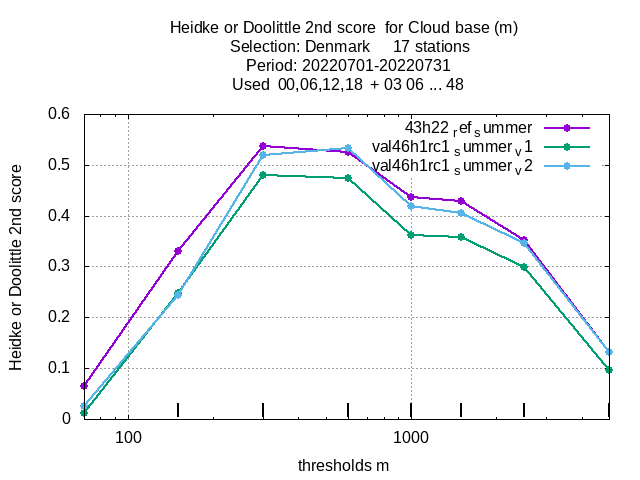 Heidke or Doolittle 2nd score  for Cloud base (m)
Selection: Denmark     17 stations
Period: 20220701-20220731
Used  00,06,12,18  + 03 06 ... 48
0.6
0.5
0.4
0.3
0.2
0.1
0
Heidke or Doolittle 2nd score
43h22 ref summer
val46h1rc1 summer v1
val46h1rc1 summer v2
100
1000
thresholds m